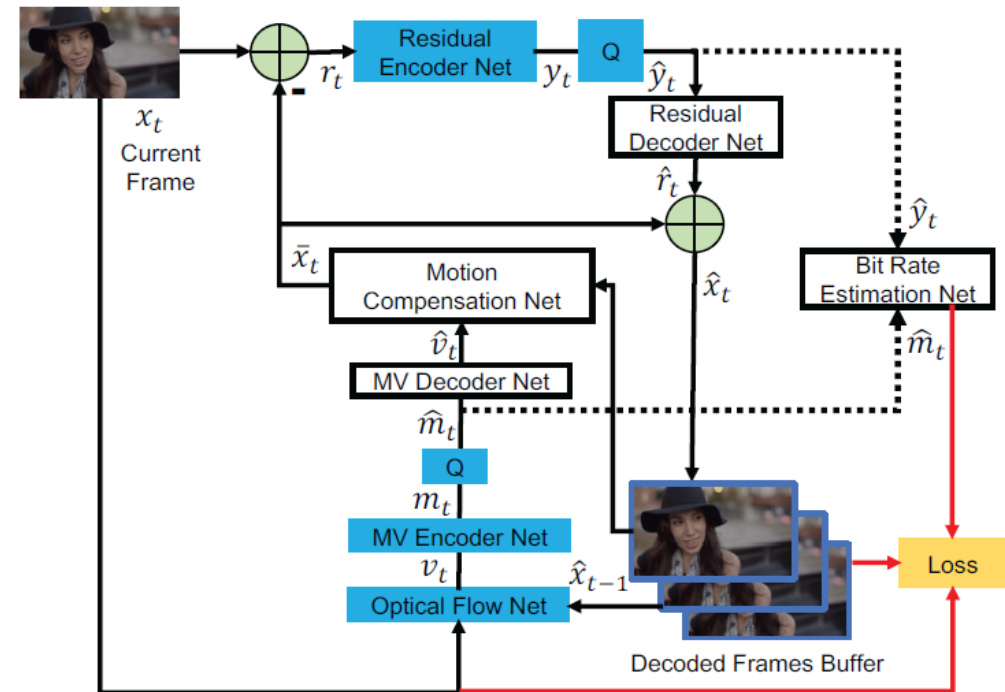 x_t
Current
Frame
r_t
-
Residual
Encoder Net
y_t
Q
ŷ_t
Residual
Decoder Net
r̂_t
ŷ_t
x̄_t
Motion
Compensation Net
x̂_t
Bit Rate
Estimation Net
v̂_t
m̂_t
MV Decoder Net
m̂_t
Q
m_t
MV Encoder Net
v_t
x̂_{t−1}
Loss
Optical Flow Net
Decoded Frames Buffer